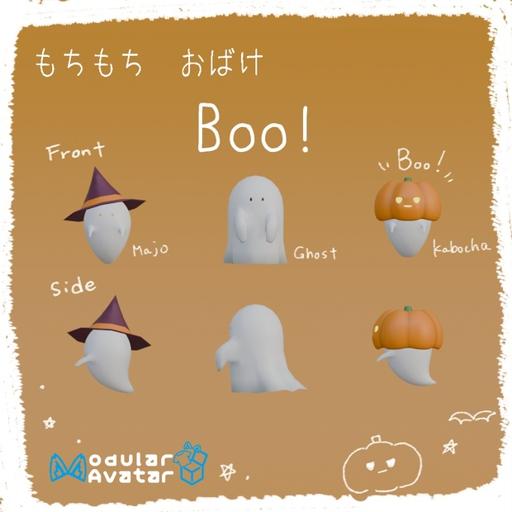 もちもち　おばけ
Boo!
Front
Boo!
Majo
Ghost
kabocha
Side
Modular
Avatar